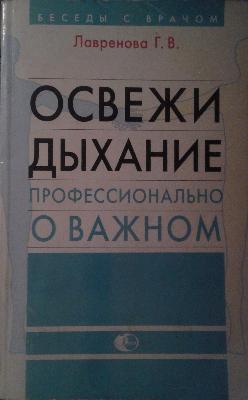 БЕСЕДЫ С ВРАЧОМ
Лавренова Г. В.
ОСВЕЖИ
ДЫХАНИЕ
ПРОФЕССИОНАЛЬНО
О ВАЖНОМ